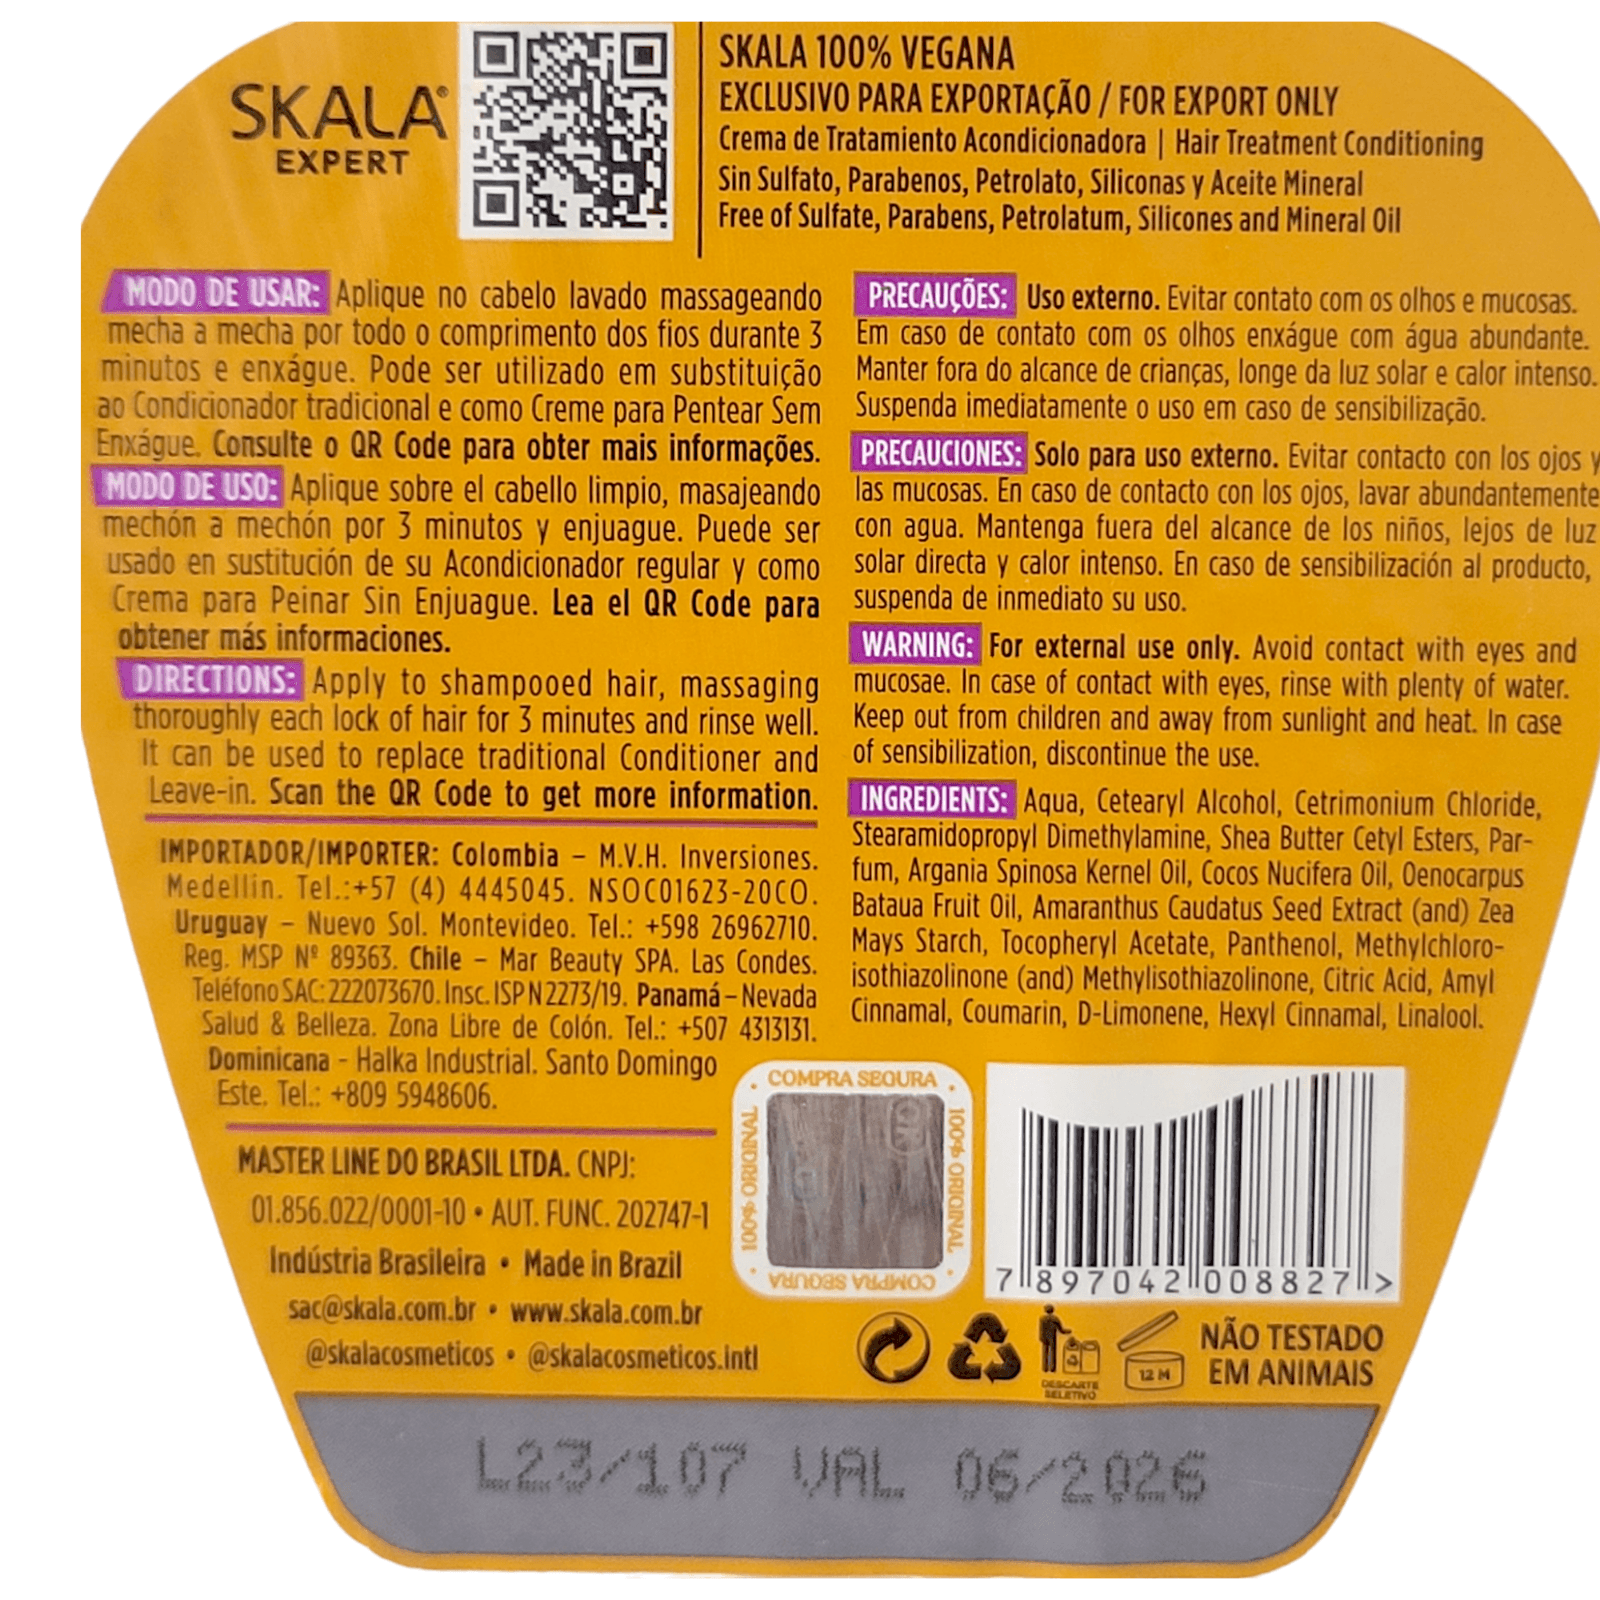 SKALA®
EXPERT
SKALA 100% VEGANA
EXCLUSIVO PARA EXPORTAÇÃO / FOR EXPORT ONLY
Crema de Tratamiento Acondicionadora | Hair Treatment Conditioning
Sin Sulfato, Parabenos, Petrolato, Siliconas y Aceite Mineral
Free of Sulfate, Parabens, Petrolatum, Silicones and Mineral Oil
MODO DE USAR: Aplique no cabelo lavado massageando
mecha a mecha por todo o comprimento dos fios durante 3
minutos e enxágue. Pode ser utilizado em substituição
ao Condicionador tradicional e como Creme para Pentear Sem
Enxágue. Consulte o QR Code para obter mais informações.
MODO DE USO: Aplique sobre el cabello limpio, masajeando
mechón a mechón por 3 minutos y enjuague. Puede ser
usado en sustitución de su Acondicionador regular y como
Crema para Peinar Sin Enjuague. Lea el QR Code para
obtener más informaciones.
DIRECTIONS: Apply to shampooed hair, massaging
thoroughly each lock of hair for 3 minutes and rinse well.
It can be used to replace traditional Conditioner and
Leave-in. Scan the QR Code to get more information.
IMPORTADOR/IMPORTER: Colombia – M.V.H. Inversiones.
Medellín. Tel.:+57 (4) 4445045. NSOC01623-20CO.
Uruguay – Nuevo Sol. Montevideo. Tel.: +598 26962710.
Reg. MSP Nº 89363. Chile – Mar Beauty SPA. Las Condes.
Teléfono SAC: 222073670. Insc. ISP N 2273/19. Panamá – Nevada
Salud & Belleza. Zona Libre de Colón. Tel.: +507 4313131.
Dominicana - Halka Industrial. Santo Domingo
Este. Tel.: +809 5948606.
MASTER LINE DO BRASIL LTDA. CNPJ:
01.856.022/0001-10 • AUT. FUNC. 202747-1
Indústria Brasileira • Made in Brazil
sac@skala.com.br • www.skala.com.br
@skalacosmeticos • @skalacosmeticos.intl
PRECAUÇÕES: Uso externo. Evitar contato com os olhos e mucosas.
Em caso de contato com os olhos enxágue com água abundante.
Manter fora do alcance de crianças, longe da luz solar e calor intenso.
Suspenda imediatamente o uso em caso de sensibilização.
PRECAUCIONES: Solo para uso externo. Evitar contacto con los ojos y
las mucosas. En caso de contacto con los ojos, lavar abundantemente
con agua. Mantenga fuera del alcance de los niños, lejos de luz
solar directa y calor intenso. En caso de sensibilización al producto,
suspenda de inmediato su uso.
WARNING: For external use only. Avoid contact with eyes and
mucosae. In case of contact with eyes, rinse with plenty of water.
Keep out from children and away from sunlight and heat. In case
of sensibilization, discontinue the use.
INGREDIENTS: Aqua, Cetearyl Alcohol, Cetrimonium Chloride,
Stearamidopropyl Dimethylamine, Shea Butter Cetyl Esters, Par-
fum, Argania Spinosa Kernel Oil, Cocos Nucifera Oil, Oenocarpus
Bataua Fruit Oil, Amaranthus Caudatus Seed Extract (and) Zea
Mays Starch, Tocopheryl Acetate, Panthenol, Methylchloro-
isothiazolinone (and) Methylisothiazolinone, Citric Acid, Amyl
Cinnamal, Coumarin, D-Limonene, Hexyl Cinnamal, Linalool.
COMPRA SEGURA
100% ORIGINAL
100% ORIGINAL
COMPRA SEGURA
7 897042 008827 >
DESCARTE
SELETIVO
12 M
NÃO TESTADO
EM ANIMAIS
L23/107 VAL 06/2026